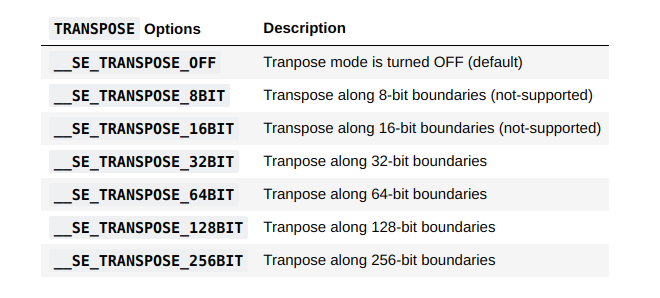 TRANSPOSE Options Description
__SE_TRANSPOSE_OFF Tranpose mode is turned OFF (default)
__SE_TRANSPOSE_8BIT Transpose along 8-bit boundaries (not-supported)
__SE_TRANSPOSE_16BIT Transpose along 16-bit boundaries (not-supported)
__SE_TRANSPOSE_32BIT Tranpose along 32-bit boundaries
__SE_TRANSPOSE_64BIT Tranpose along 64-bit boundaries
__SE_TRANSPOSE_128BIT Tranpose along 128-bit boundaries
__SE_TRANSPOSE_256BIT Tranpose along 256-bit boundaries